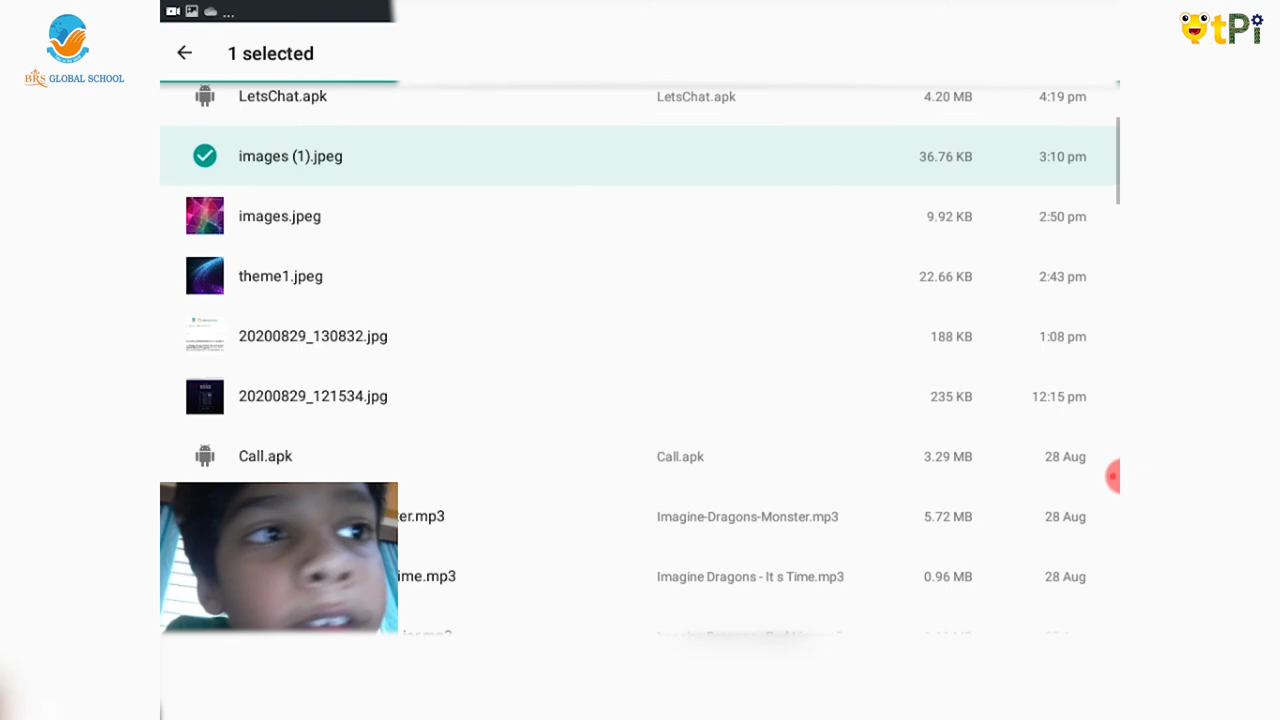 BRS GLOBAL SCHOOL
utPi
1 selected
LetsChat.apk LetsChat.apk 4.20 MB 4:19 pm
images (1).jpeg 36.76 KB 3:10 pm
images.jpeg 9.92 KB 2:50 pm
theme1.jpeg 22.66 KB 2:43 pm
20200829_130832.jpg 188 KB 1:08 pm
20200829_121534.jpg 235 KB 12:15 pm
Call.apk Call.apk 3.29 MB 28 Aug
er.mp3 Imagine-Dragons-Monster.mp3 5.72 MB 28 Aug
ime.mp3 Imagine Dragons - It s Time.mp3 0.96 MB 28 Aug